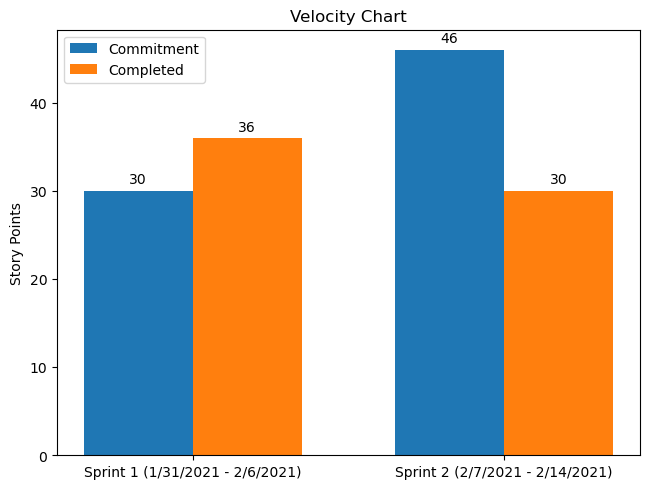 Velocity Chart
Commitment
Completed
46
36
30
30
40
30
20
10
0
Story Points
Sprint 1 (1/31/2021 - 2/6/2021)
Sprint 2 (2/7/2021 - 2/14/2021)